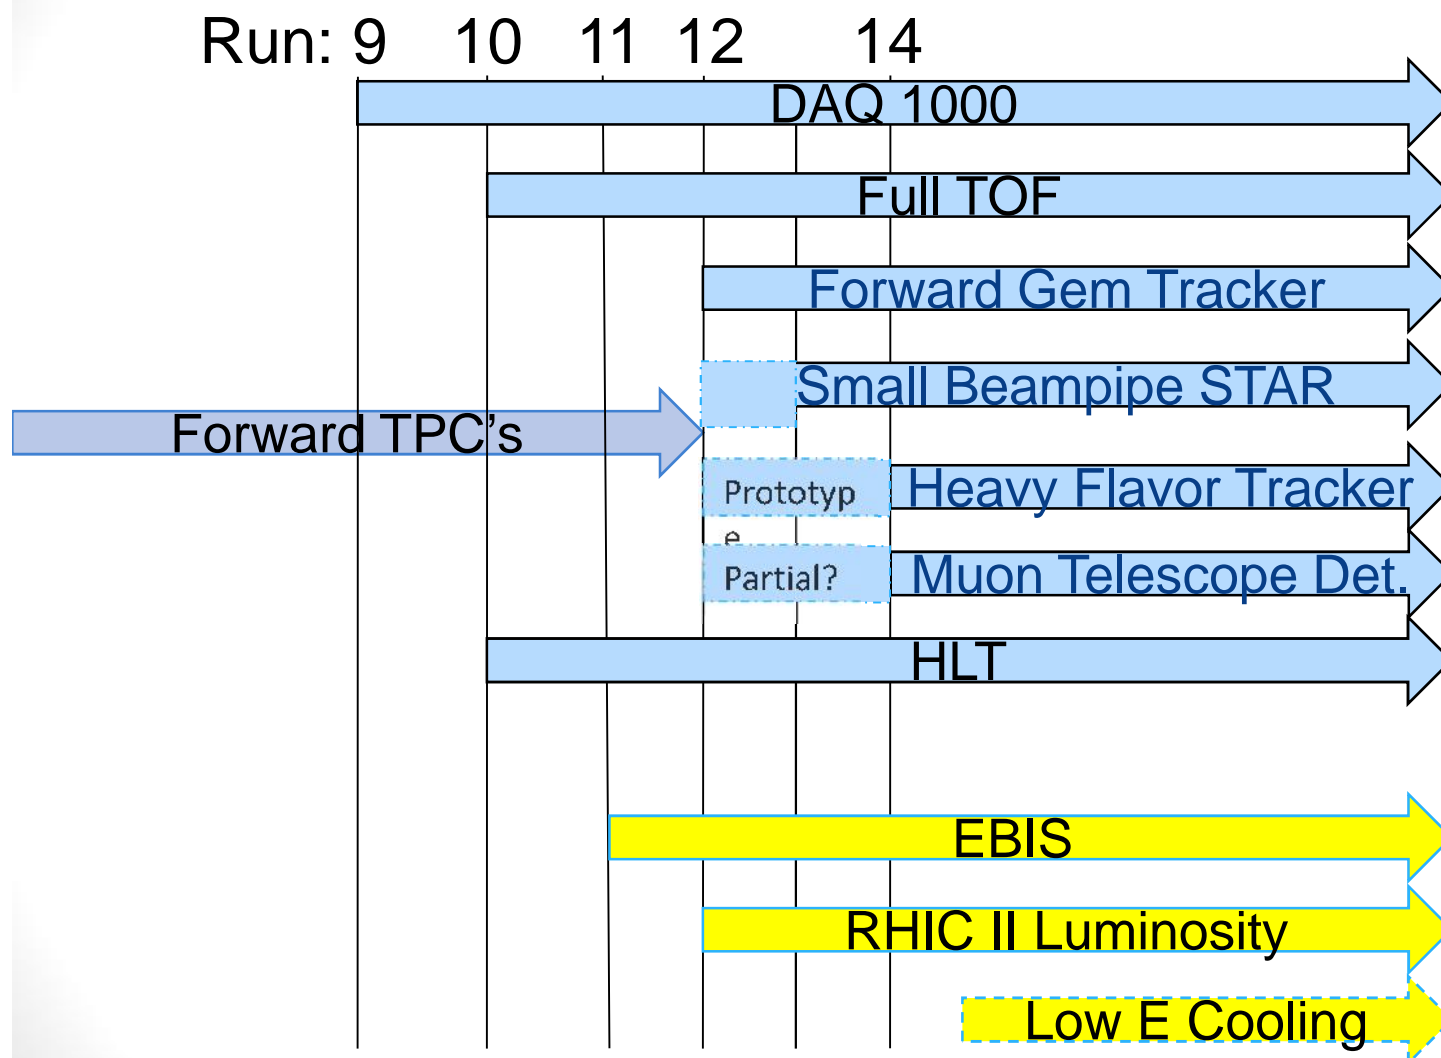 Run: 9 10 11 12 14
DAQ 1000
Full TOF
Forward Gem Tracker
Small Beampipe STAR
Forward TPC's
Prototyp
e
Heavy Flavor Tracker
Partial?
Muon Telescope Det.
HLT
EBIS
RHIC II Luminosity
Low E Cooling